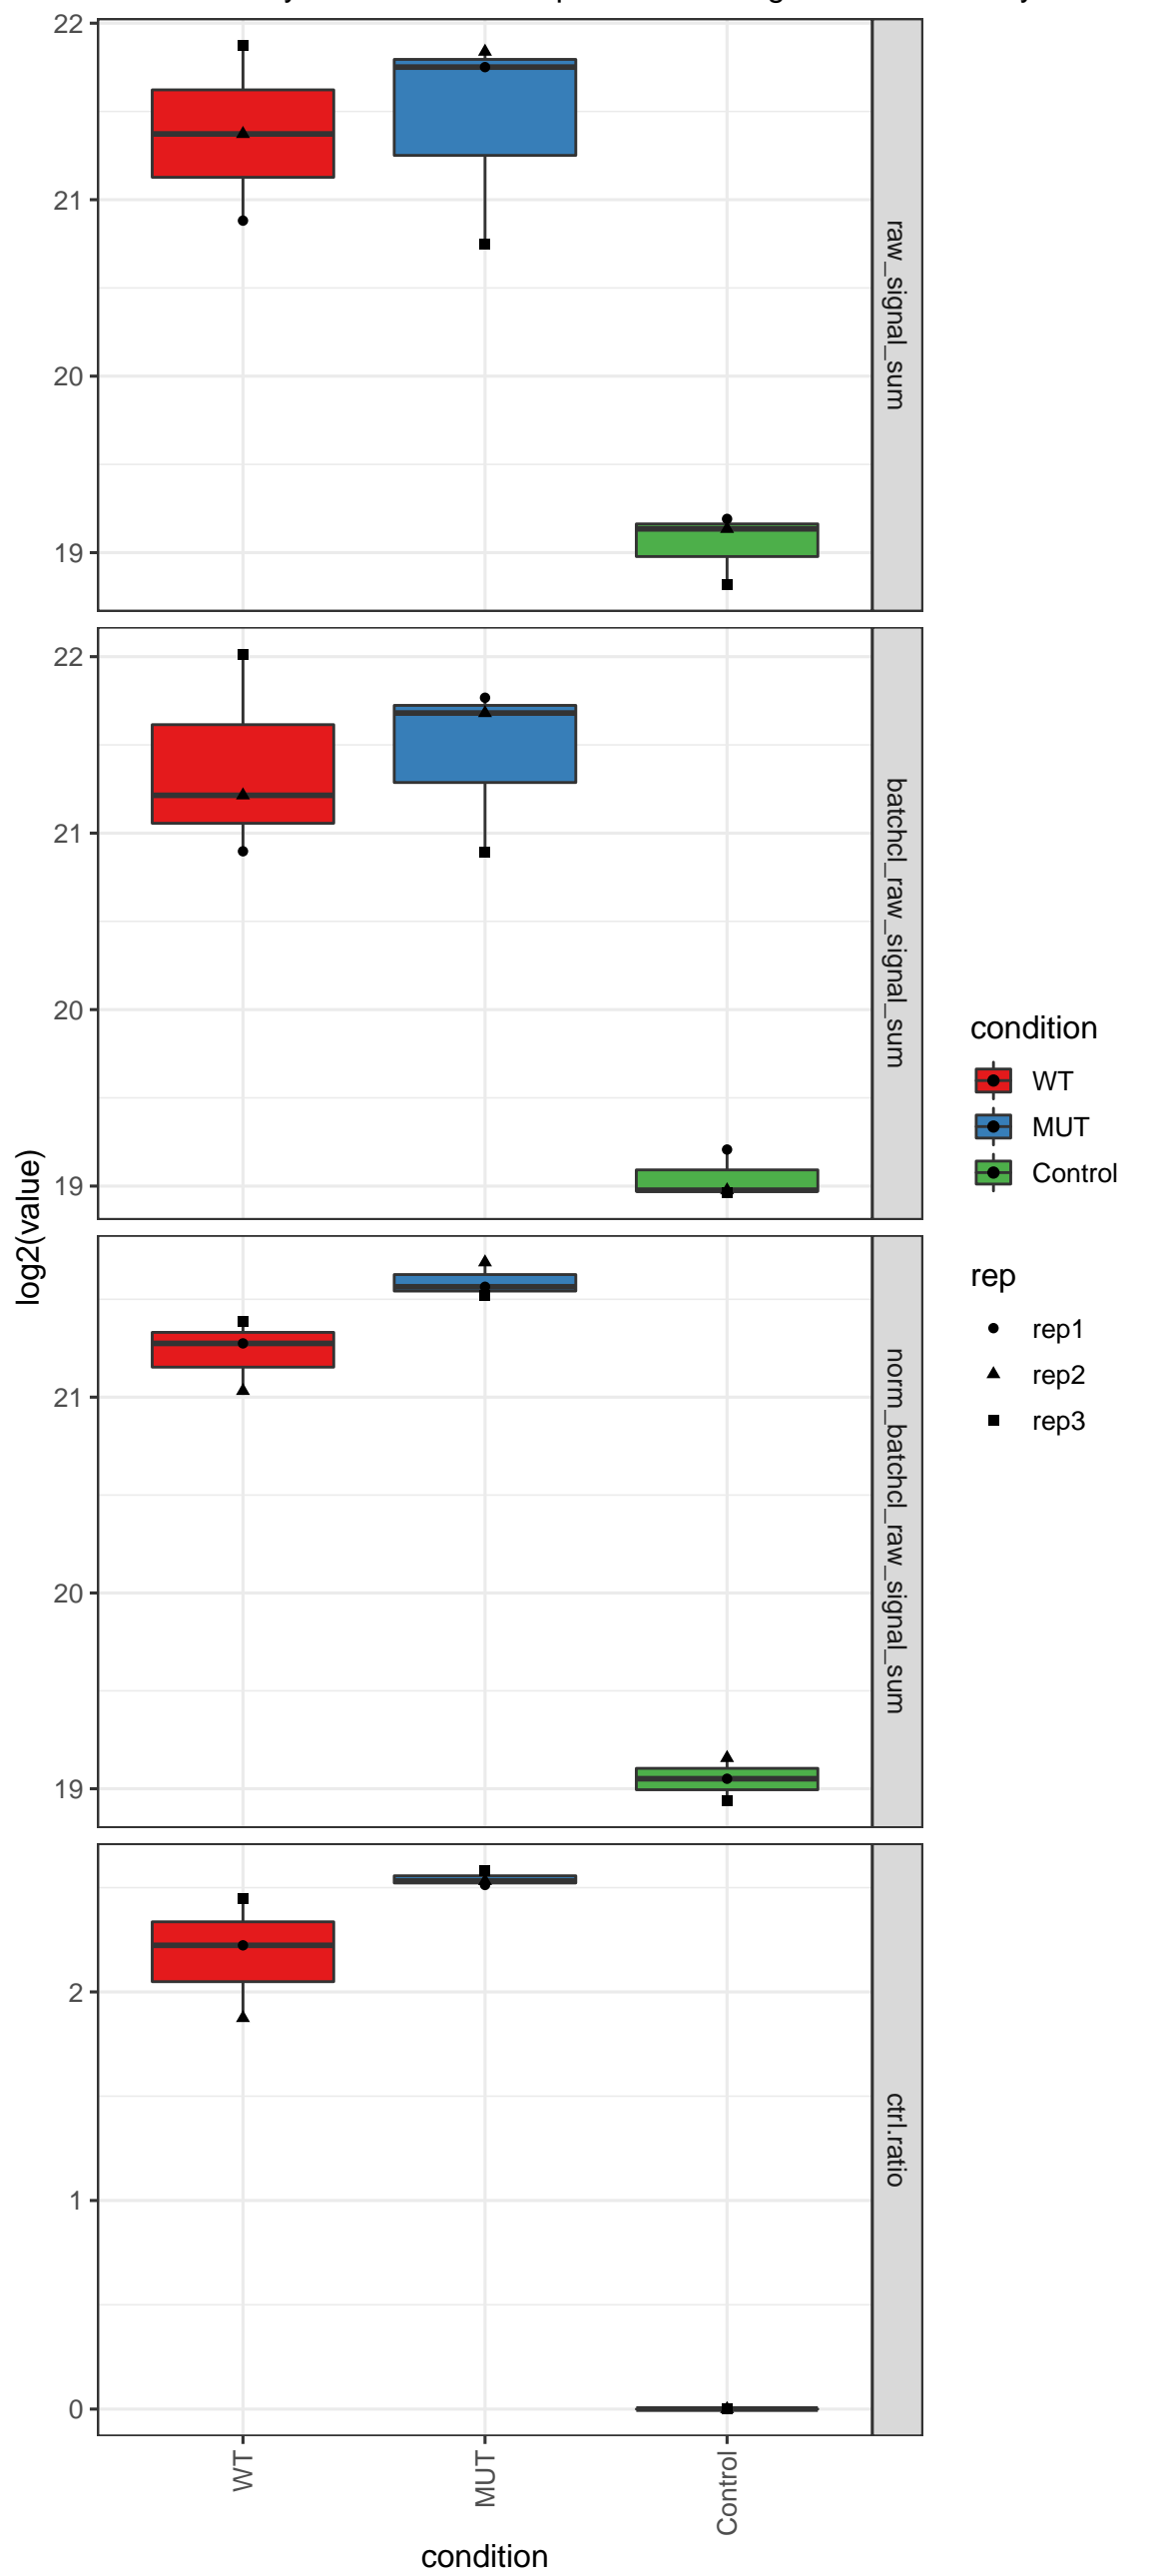 22
21
20
19
raw_signal_sum
22
21
20
19
batchcl_raw_signal_sum
21
20
19
norm_batchcl_raw_signal_sum
2
1
0
ctrl.ratio
log2(value)
WT
MUT
Control
condition
condition
WT
MUT
Control
rep
rep1
rep2
rep3